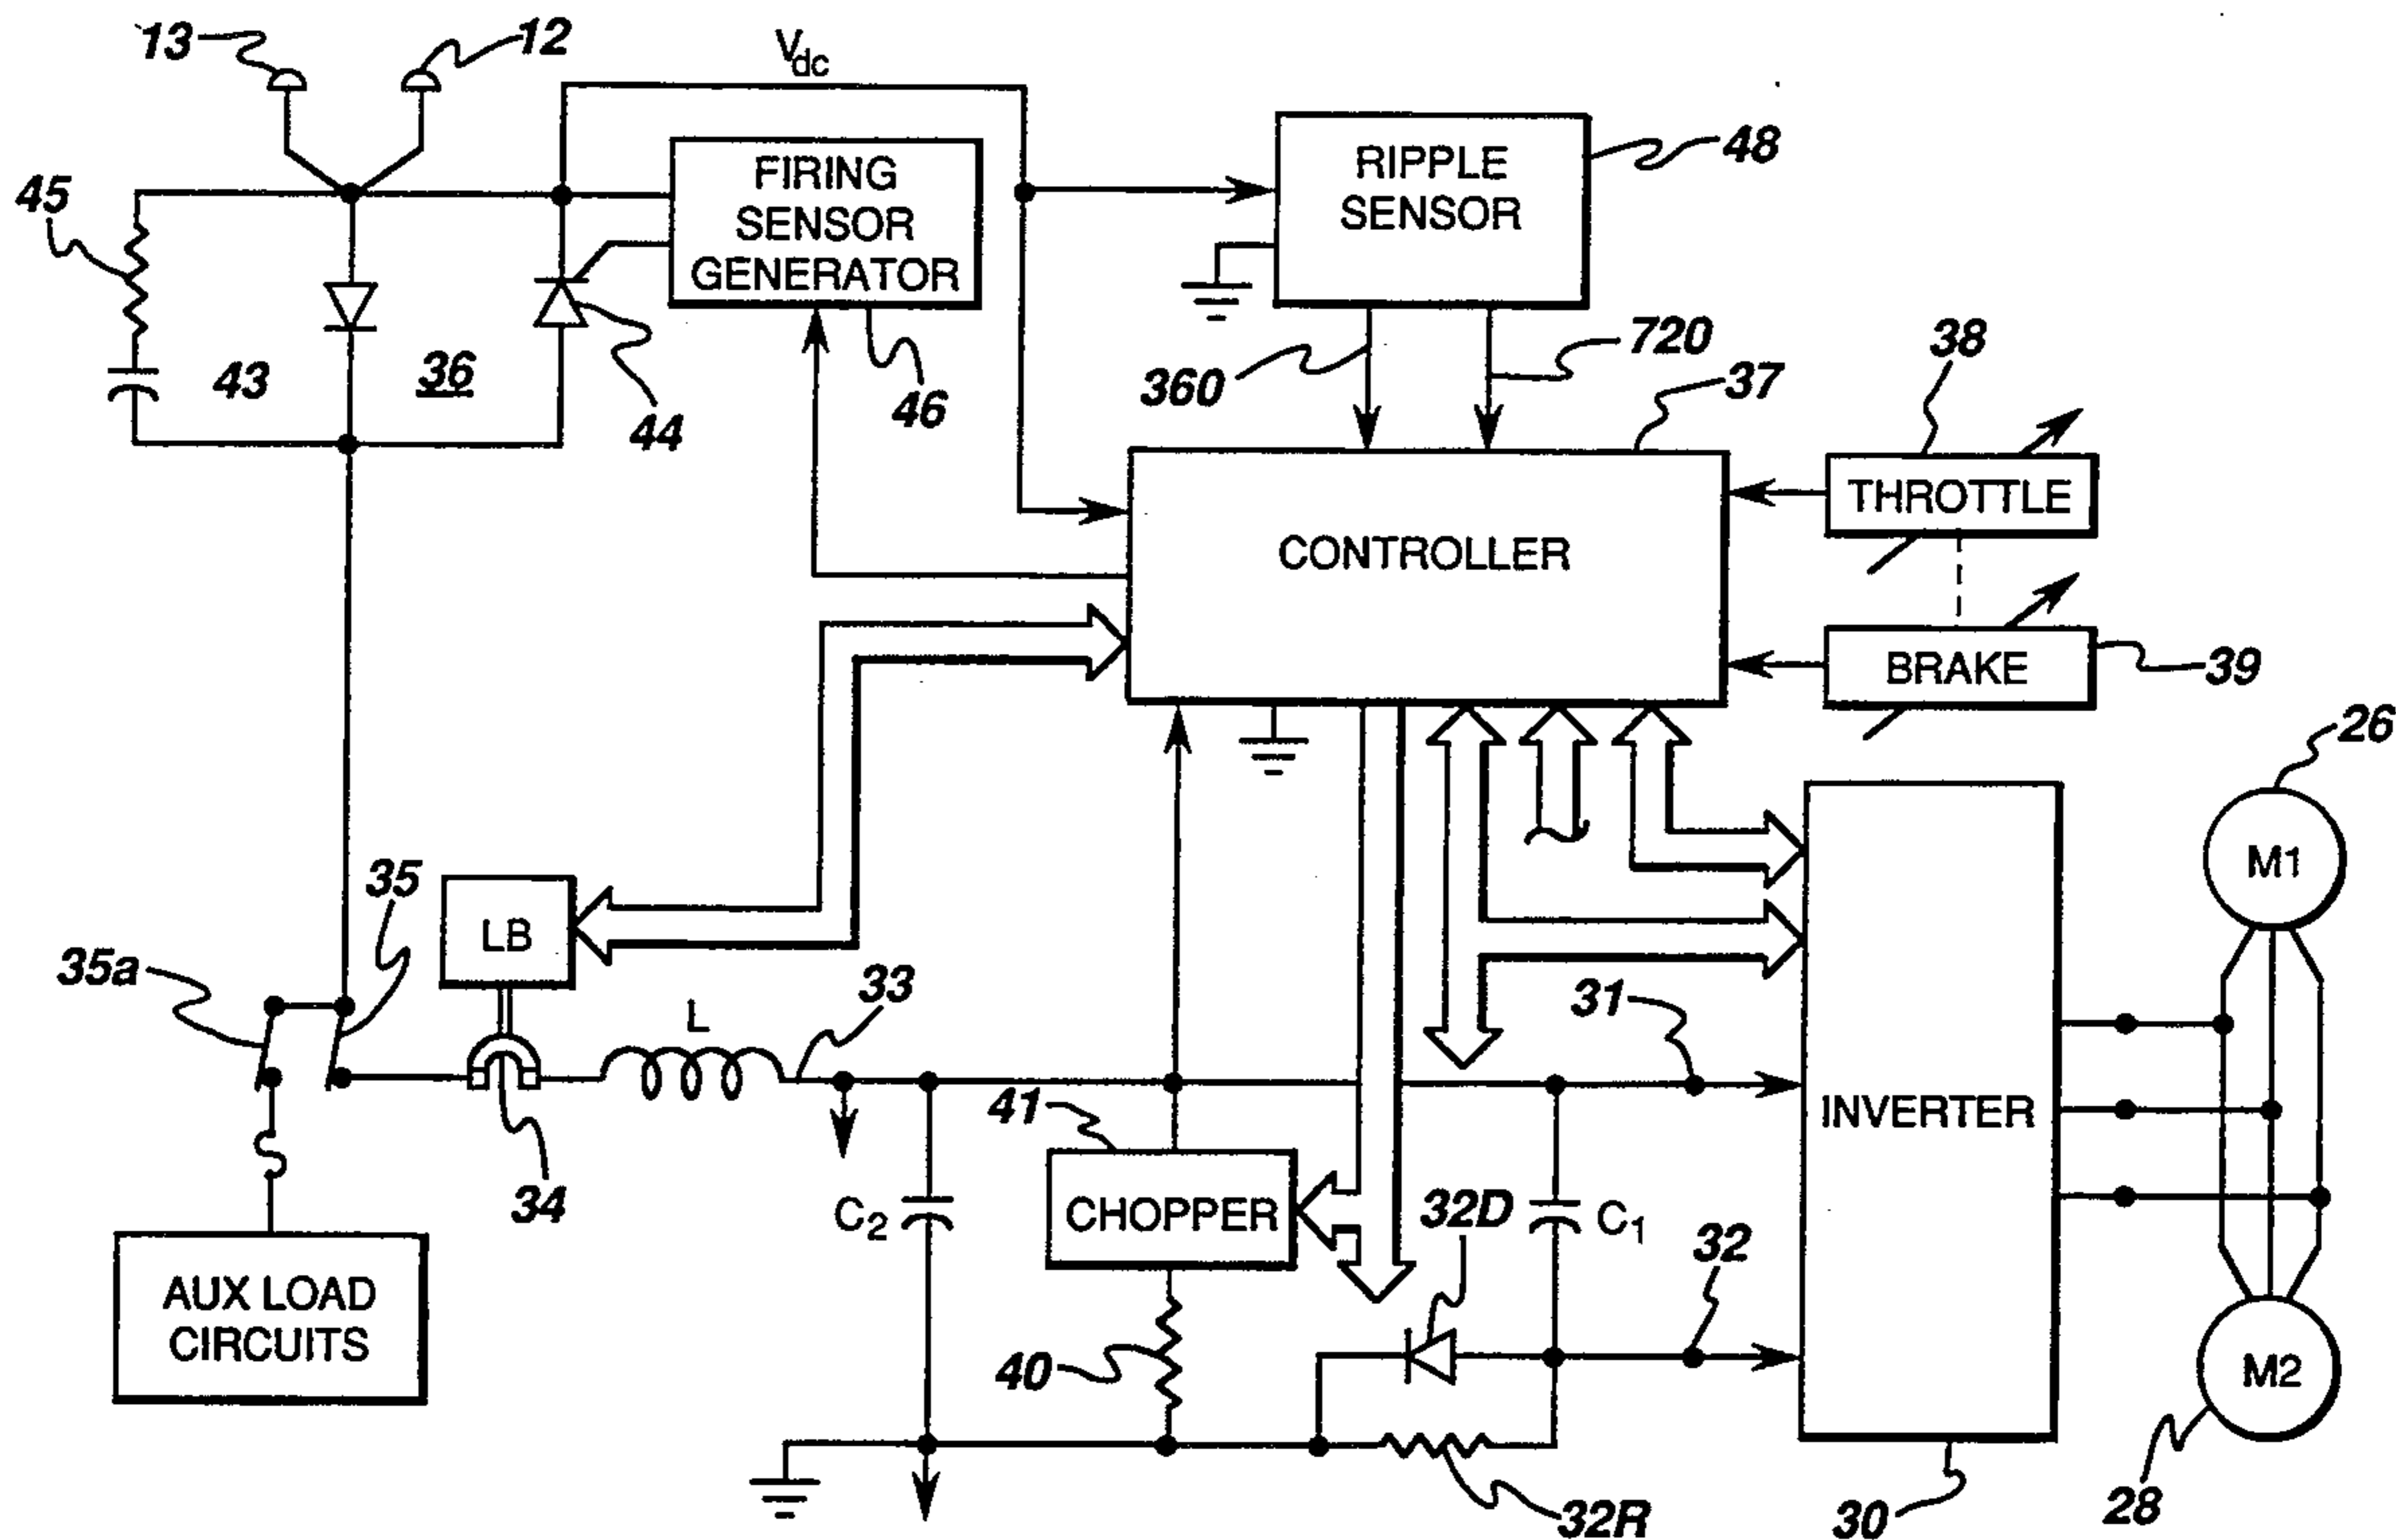 13
12
Vdc
48
RIPPLE
SENSOR
FIRING
SENSOR
GENERATOR
45
43
36
44
46
360
720
37
38
THROTTLE
CONTROLLER
BRAKE
39
26
M1
35
LB
35a
33
L
31
41
34
INVERTER
C2
CHOPPER
32D
C1
32
AUX LOAD
CIRCUITS
40
M2
32R
30
28